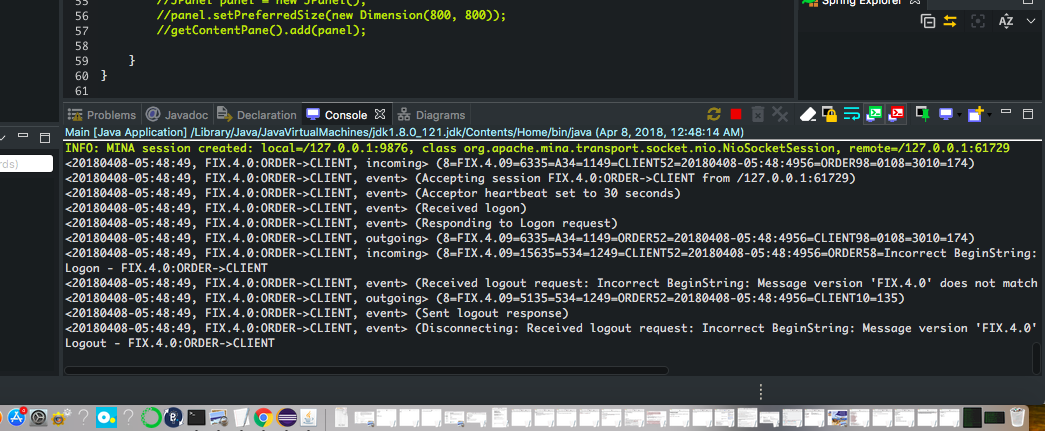 55 //JPanel panel = new JPanel();
56 //panel.setPreferredSize(new Dimension(800, 800));
57 //getContentPane().add(panel);
58
59 }
60 }
61
Spring Explorer
Problems @ Javadoc Declaration Console Diagrams
Main [Java Application] /Library/Java/JavaVirtualMachines/jdk1.8.0_121.jdk/Contents/Home/bin/java (Apr 8, 2018, 12:48:14 AM)
rds)
INFO: MINA session created: local=/127.0.0.1:9876, class org.apache.mina.transport.socket.nio.NioSocketSession, remote=/127.0.0.1:61729
<20180408-05:48:49, FIX.4.0:ORDER->CLIENT, incoming> (8=FIX.4.09=6335=A34=1149=CLIENT52=20180408-05:48:4956=ORDER98=0108=3010=174)
<20180408-05:48:49, FIX.4.0:ORDER->CLIENT, event> (Accepting session FIX.4.0:ORDER->CLIENT from /127.0.0.1:61729)
<20180408-05:48:49, FIX.4.0:ORDER->CLIENT, event> (Acceptor heartbeat set to 30 seconds)
<20180408-05:48:49, FIX.4.0:ORDER->CLIENT, event> (Received logon)
<20180408-05:48:49, FIX.4.0:ORDER->CLIENT, event> (Responding to Logon request)
<20180408-05:48:49, FIX.4.0:ORDER->CLIENT, outgoing> (8=FIX.4.09=6335=A34=1149=ORDER52=20180408-05:48:4956=CLIENT98=0108=3010=174)
<20180408-05:48:49, FIX.4.0:ORDER->CLIENT, incoming> (8=FIX.4.09=15635=534=1249=CLIENT52=20180408-05:48:4956=ORDER58=Incorrect BeginString:
Logon - FIX.4.0:ORDER->CLIENT
<20180408-05:48:49, FIX.4.0:ORDER->CLIENT, event> (Received logout request: Incorrect BeginString: Message version 'FIX.4.0' does not match
<20180408-05:48:49, FIX.4.0:ORDER->CLIENT, outgoing> (8=FIX.4.09=5135=534=1249=ORDER52=20180408-05:48:4956=CLIENT10=135)
<20180408-05:48:49, FIX.4.0:ORDER->CLIENT, event> (Sent logout response)
<20180408-05:48:49, FIX.4.0:ORDER->CLIENT, event> (Disconnecting: Received logout request: Incorrect BeginString: Message version 'FIX.4.0'
Logout - FIX.4.0:ORDER->CLIENT